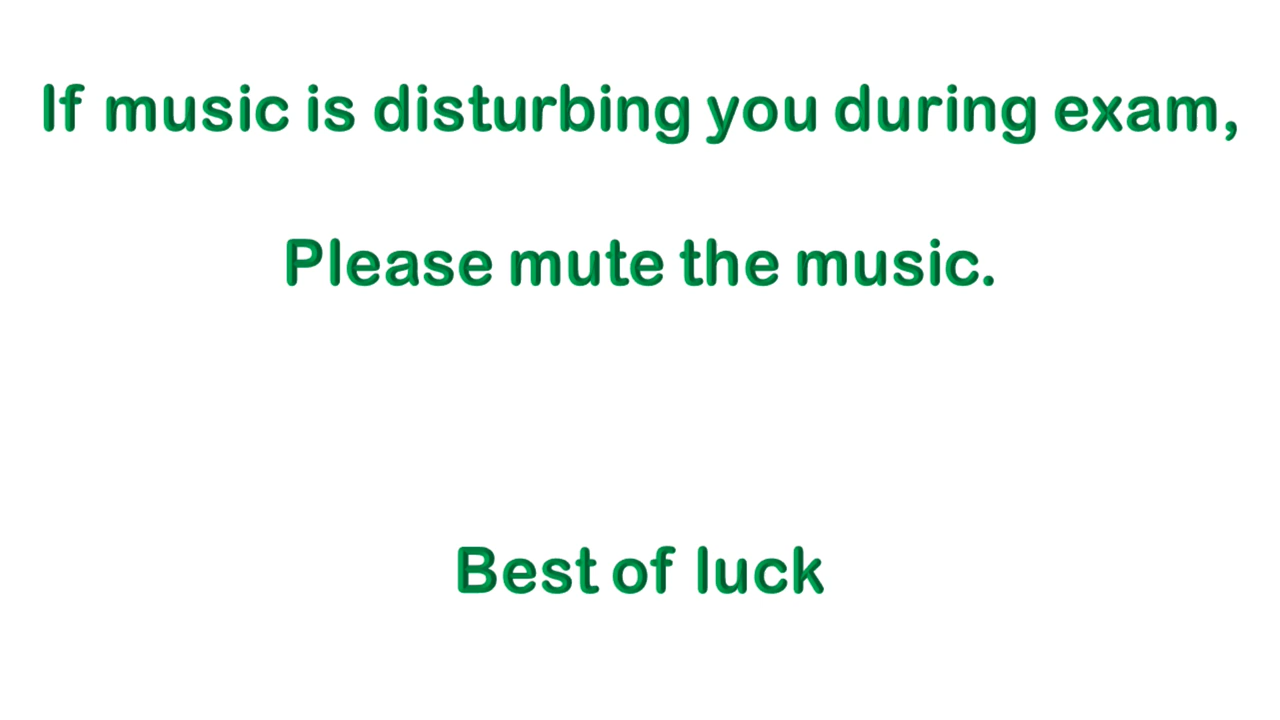 If music is disturbing you during exam,
Please mute the music.
Best of luck